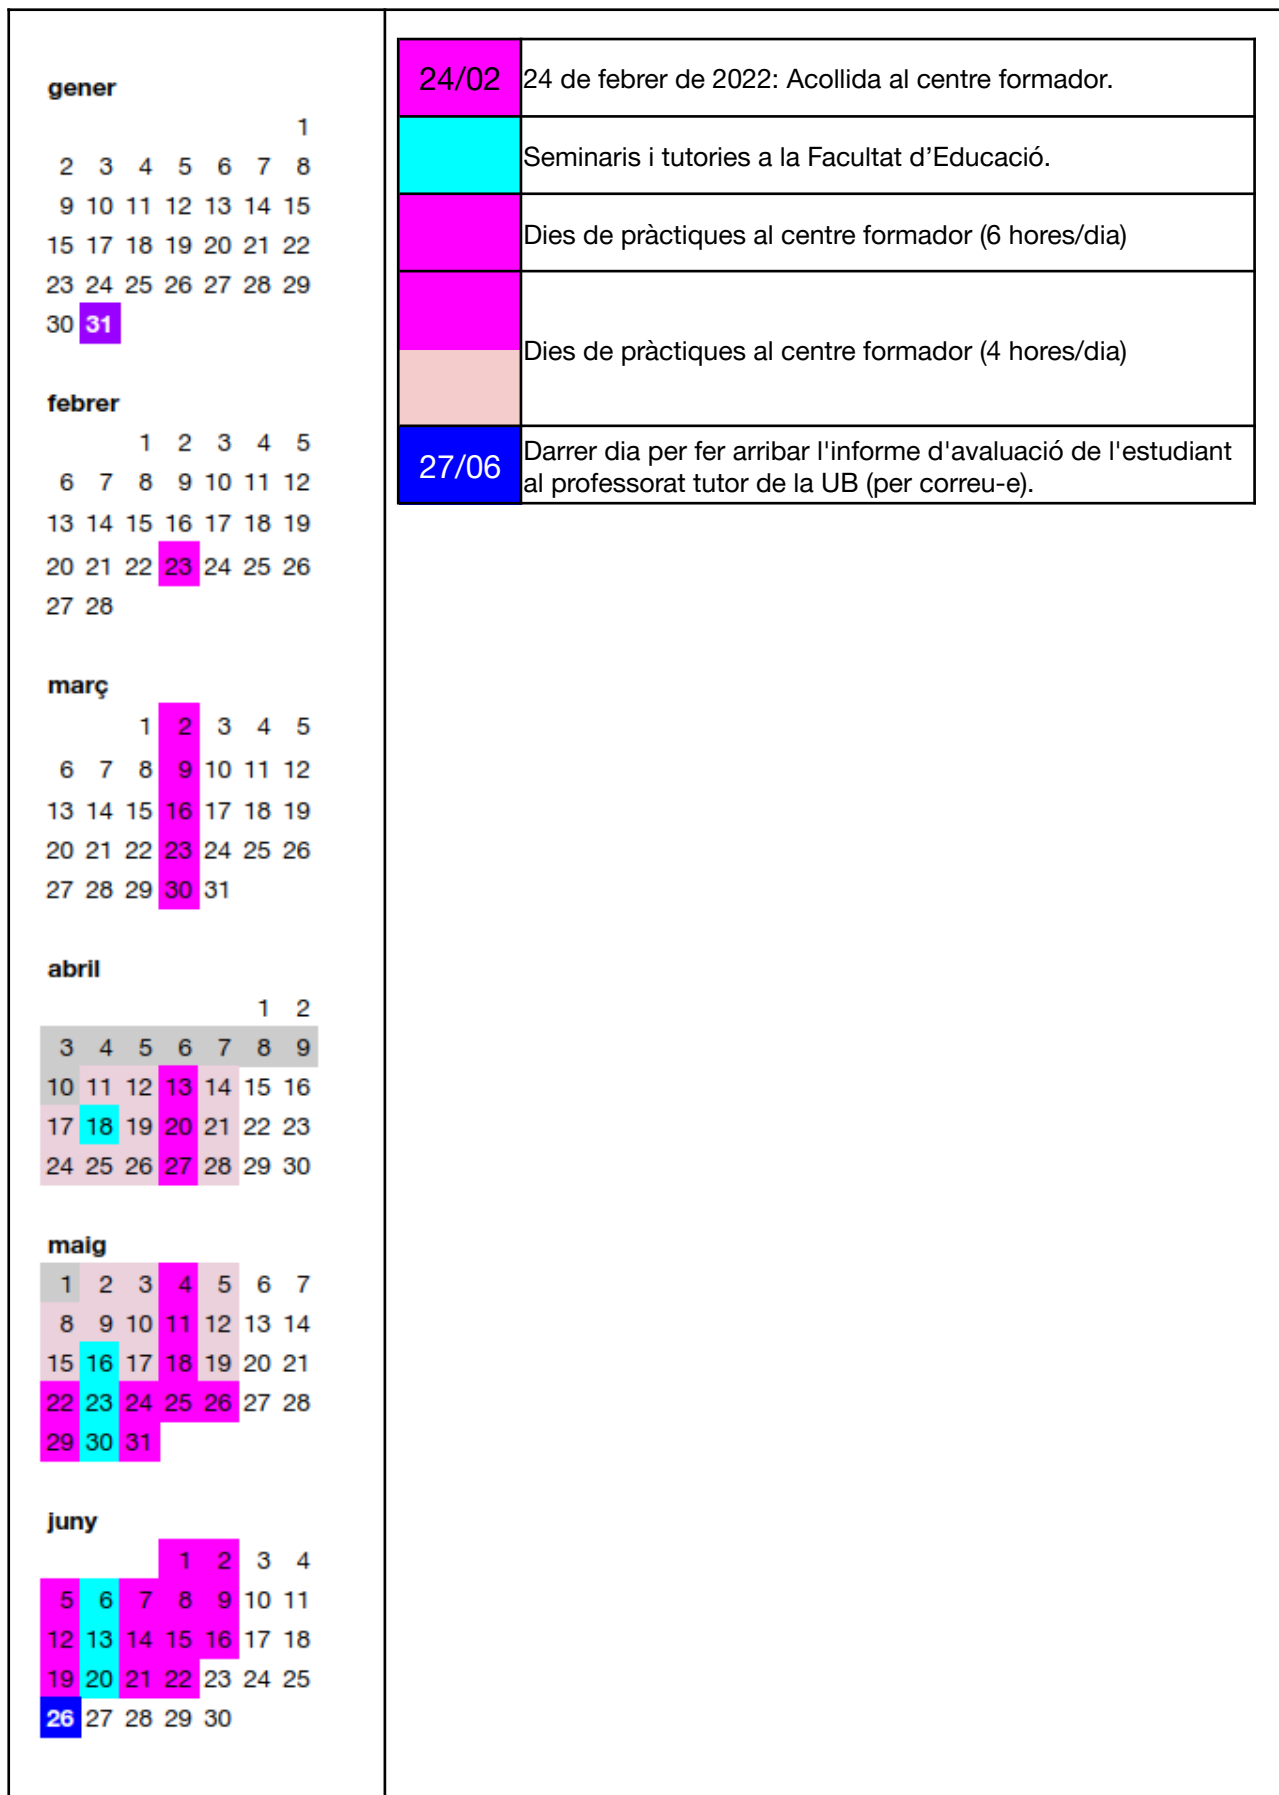 gener
1
2 3 4 5 6 7 8
9 10 11 12 13 14 15
15 17 18 19 20 21 22
23 24 25 26 27 28 29
30 31
febrer
1 2 3 4 5
6 7 8 9 10 11 12
13 14 15 16 17 18 19
20 21 22 23 24 25 26
27 28
març
1 2 3 4 5
6 7 8 9 10 11 12
13 14 15 16 17 18 19
20 21 22 23 24 25 26
27 28 29 30 31
abril
1 2
3 4 5 6 7 8 9
10 11 12 13 14 15 16
17 18 19 20 21 22 23
24 25 26 27 28 29 30
maig
1 2 3 4 5 6 7
8 9 10 11 12 13 14
15 16 17 18 19 20 21
22 23 24 25 26 27 28
29 30 31
juny
1 2 3 4
5 6 7 8 9 10 11
12 13 14 15 16 17 18
19 20 21 22 23 24 25
26 27 28 29 30
24/02 24 de febrer de 2022: Acollida al centre formador.
Seminaris i tutories a la Facultat d’Educació.
Dies de pràctiques al centre formador (6 hores/dia)
Dies de pràctiques al centre formador (4 hores/dia)
27/06 Darrer dia per fer arribar l'informe d'avaluació de l'estudiant
al professorat tutor de la UB (per correu-e).